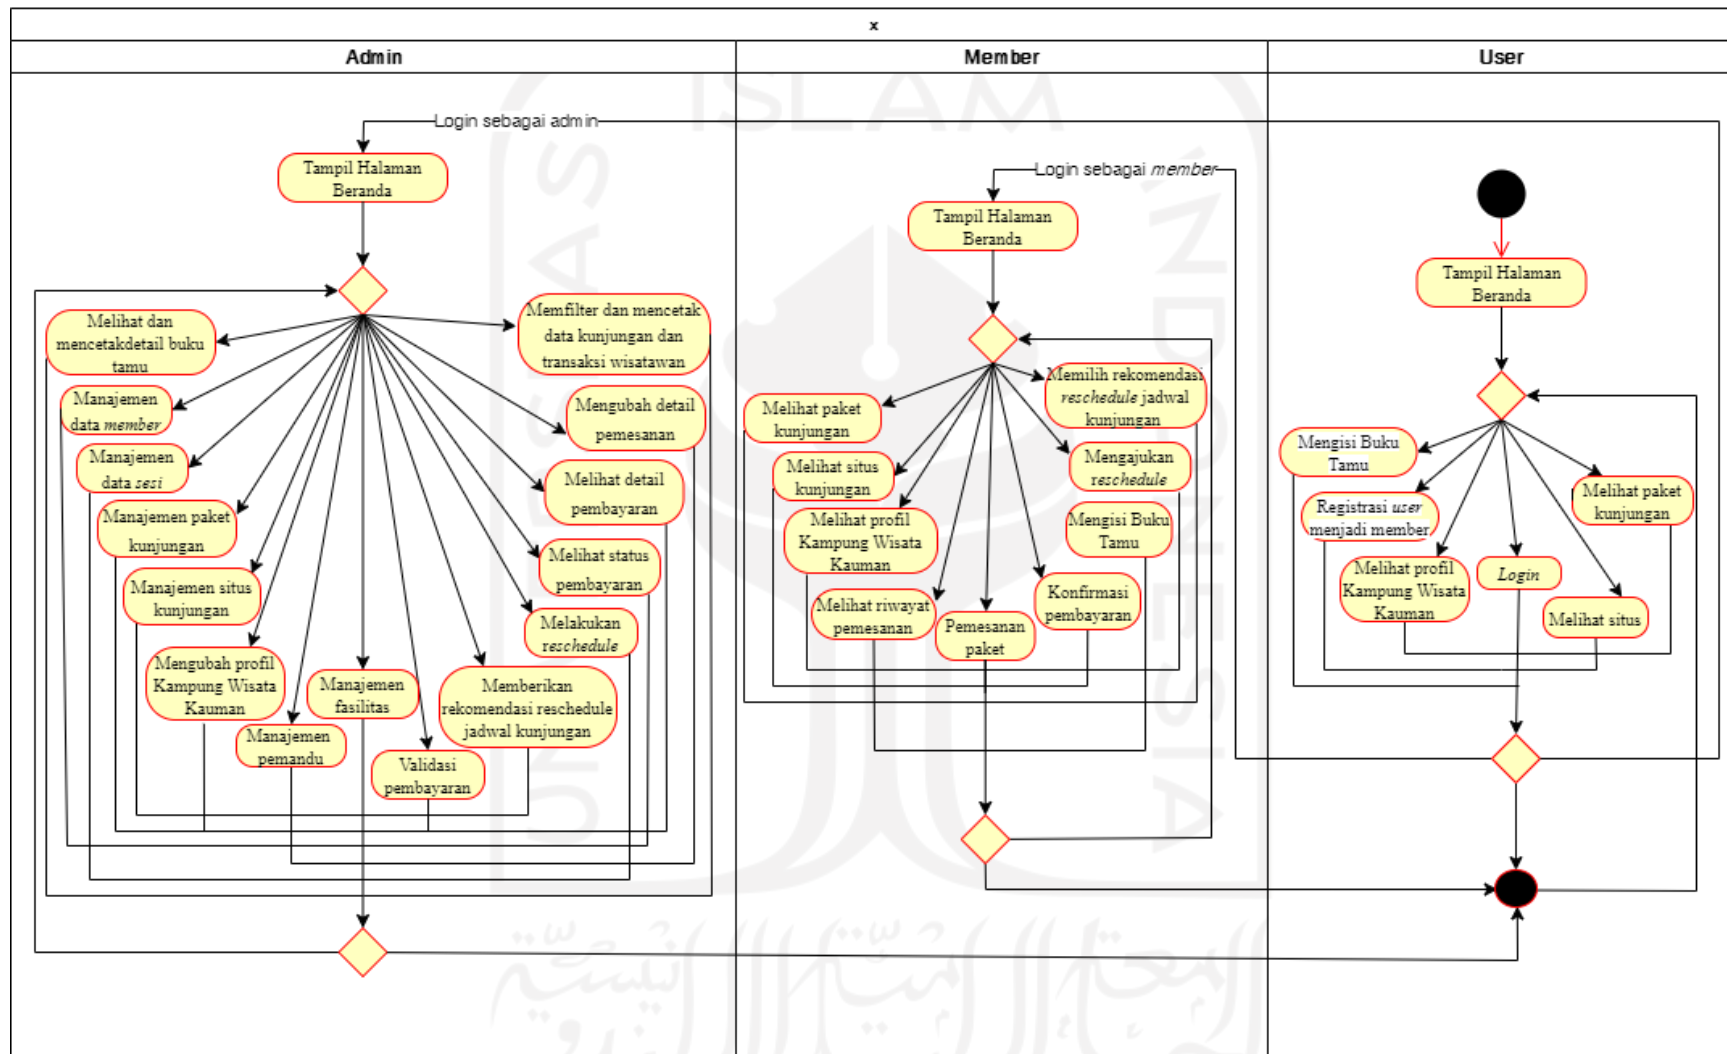 x
Admin
Member
User
Login sebagai admin
Tampil Halaman
Beranda
Melihat dan
mencetakdetail buku
tamu
Manajemen
data member
Manajemen
data sesi
Manajemen paket
kunjungan
Manajemen situs
kunjungan
Mengubah profil
Kampung Wisata
Kauman
Manajemen
pemandu
Manajemen
fasilitas
Validasi
pembayaran
Memberikan
rekomendasi reschedule
jadwal kunjungan
Melakukan
reschedule
Melihat status
pembayaran
Melihat detail
pembayaran
Mengubah detail
pemesanan
Memfilter dan mencetak
data kunjungan dan
transaksi wisatawan
Login sebagai member
Tampil Halaman
Beranda
Melihat paket
kunjungan
Melihat situs
kunjungan
Melihat profil
Kampung Wisata
Kauman
Melihat riwayat
pemesanan
Pemesanan
paket
Konfirmasi
pembayaran
Mengisi Buku
Tamu
Mengajukan
reschedule
Memilih rekomendasi
reschedule jadwal
kunjungan
Tampil Halaman
Beranda
Mengisi Buku
Tamu
Registrasi user
menjadi member
Melihat profil
Kampung Wisata
Kauman
Login
Melihat situs
Melihat paket
kunjungan
ISLAM
INDONESIA